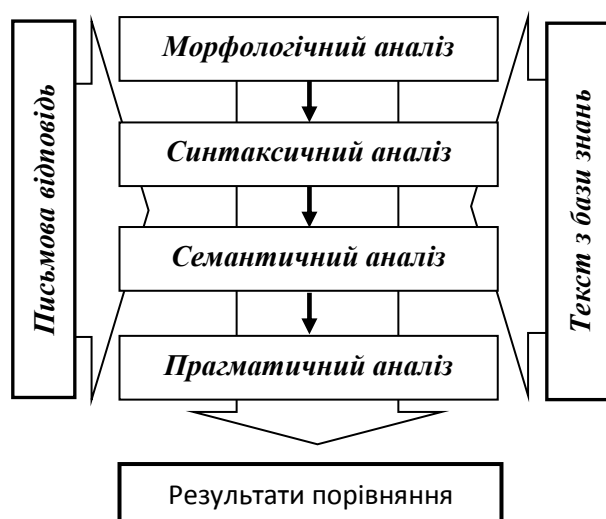 Морфологічний аналіз
Письмова відповідь
Синтаксичний аналіз
Семантичний аналіз
Текст з бази знань
Прагматичний аналіз
Результати порівняння